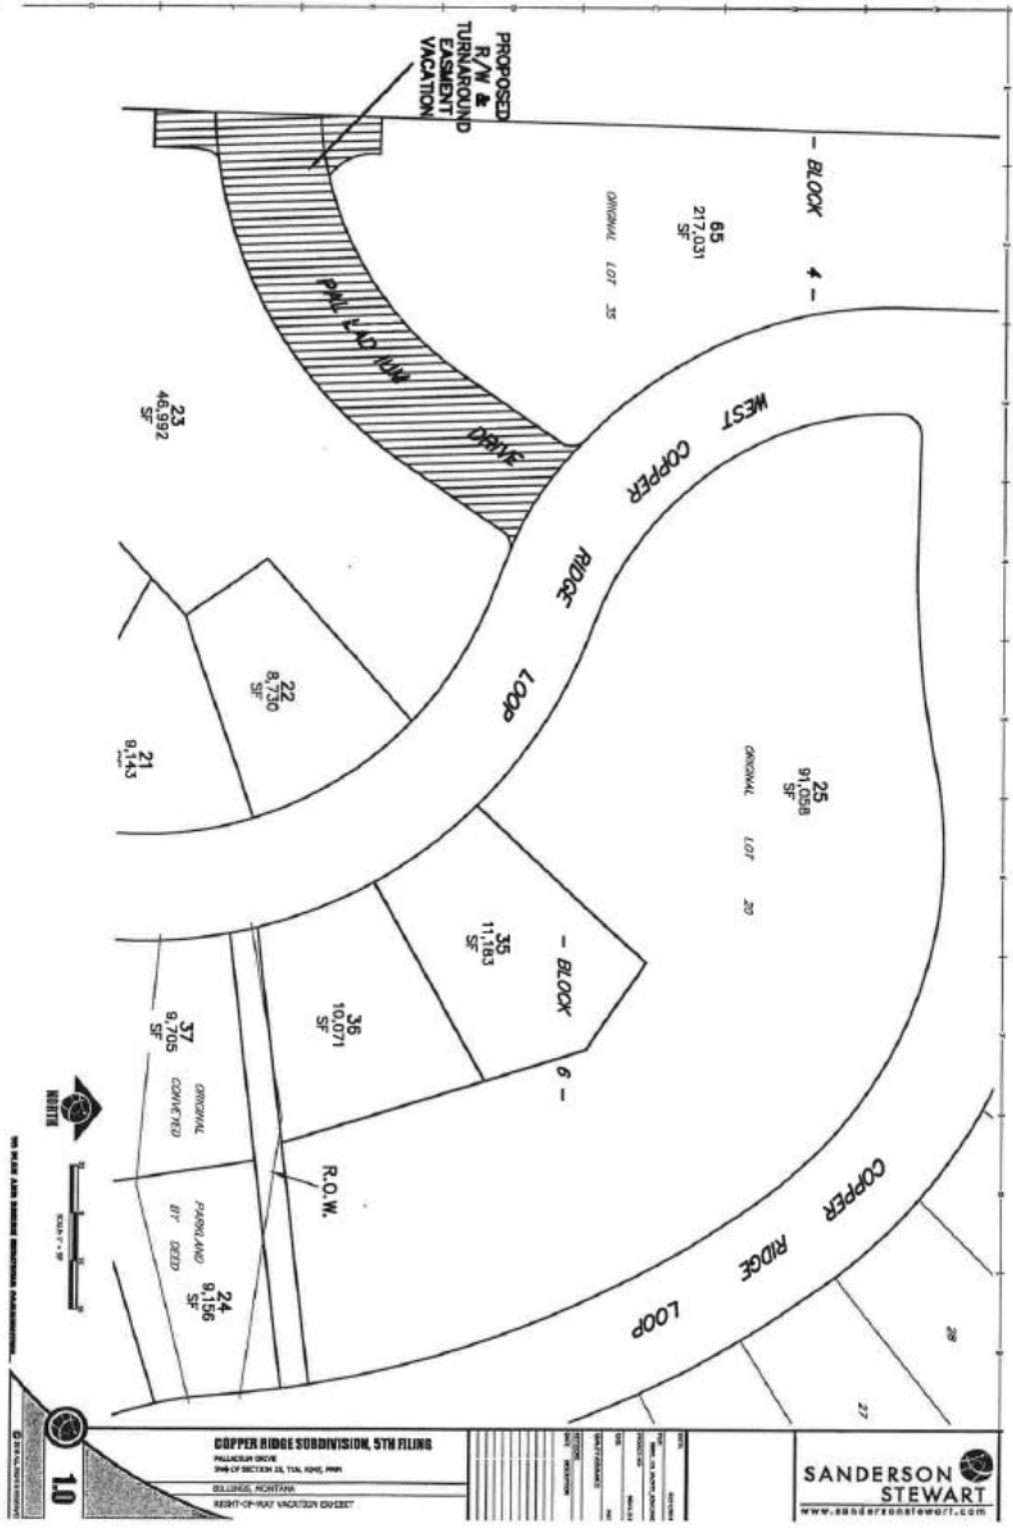 PROPOSED
R/W &
TURNAROUND
EASMENT
VACATION
- BLOCK 4 -
65
217,031
SF
ORIGINAL LOT 35
PALLADIUM DRIVE
WEST COPPER RIDGE LOOP
23
46,992
SF
22
8,730
SF
21
9,143
25
91,058
SF
ORIGINAL LOT 20
35
11,183
SF
- BLOCK 6 -
36
10,071
SF
37
9,705
SF
ORIGINAL PARKLAND
CONVEYED BY DEED
24
9,156
SF
R.O.W.
COPPER RIDGE LOOP
28
27
NORTH
COPPER RIDGE SUBDIVISION, 5TH FILING
PALLADIUM DRIVE
BILLINGS, MONTANA
RIGHT-OF-WAY VACATION EXHIBIT
1.0
SANDERSON
STEWART
www.sandersonstewart.com